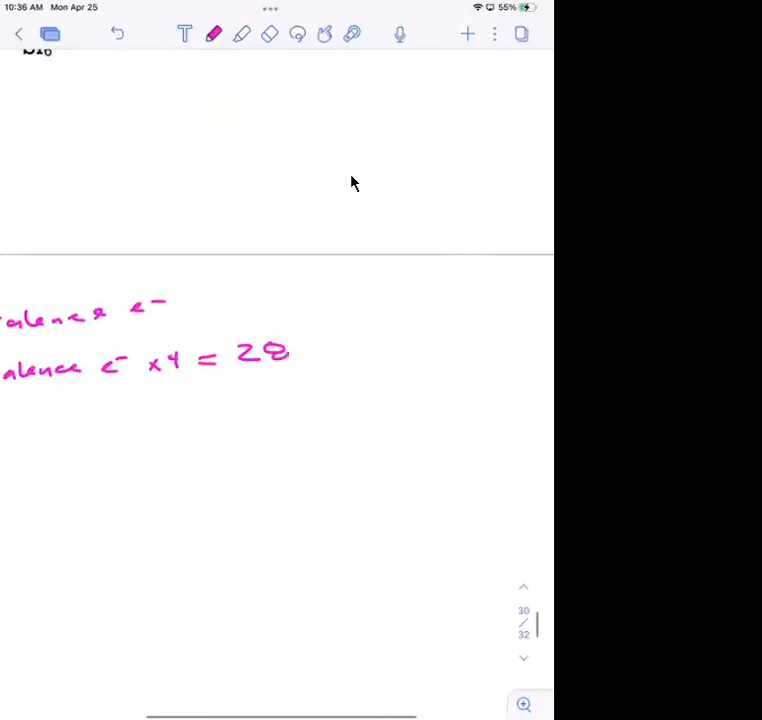 10:36 AM Mon Apr 25
55%
T
alence e⁻
alence e⁻ x4 = 28
30
/
32